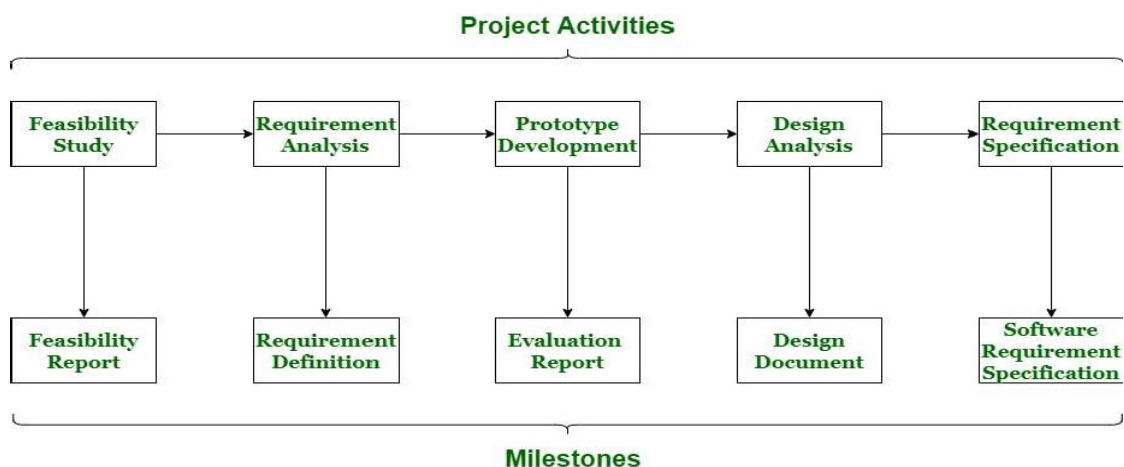 Project Activities
Feasibility
Study
Requirement
Analysis
Prototype
Development
Design
Analysis
Requirement
Specification
Feasibility
Report
Requirement
Definition
Evaluation
Report
Design
Document
Software
Requirement
Specification
Milestones